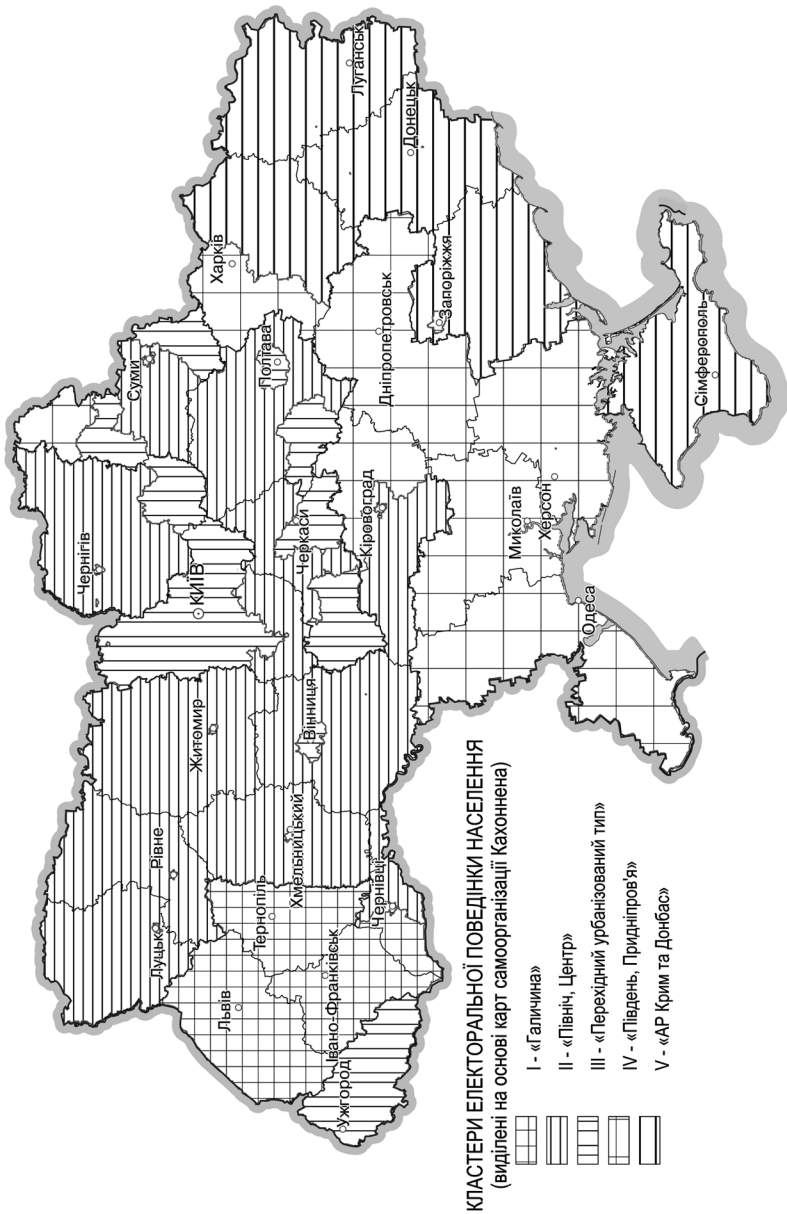 Чернігів
Суми
Луцьк
Рівне
Житомир
КИЇВ
Харків
Львів
Тернопіль
Хмельницький
Вінниця
Черкаси
Полтава
Луганськ
Ужгород
Івано-Франківськ
Чернівці
Кіровоград
Дніпропетровськ
Донецьк
Запоріжжя
Миколаїв
Херсон
Одеса
Сімферополь
КЛАСТЕРИ ЕЛЕКТОРАЛЬНОЇ ПОВЕДІНКИ НАСЕЛЕННЯ
(виділені на основі карт самоорганізації Кахоннена)
I - «Галичина»
II - «Північ, Центр»
III - «Перехідний урбанізований тип»
IV - «Південь, Придніпров'я»
V - «АР Крим та Донбас»